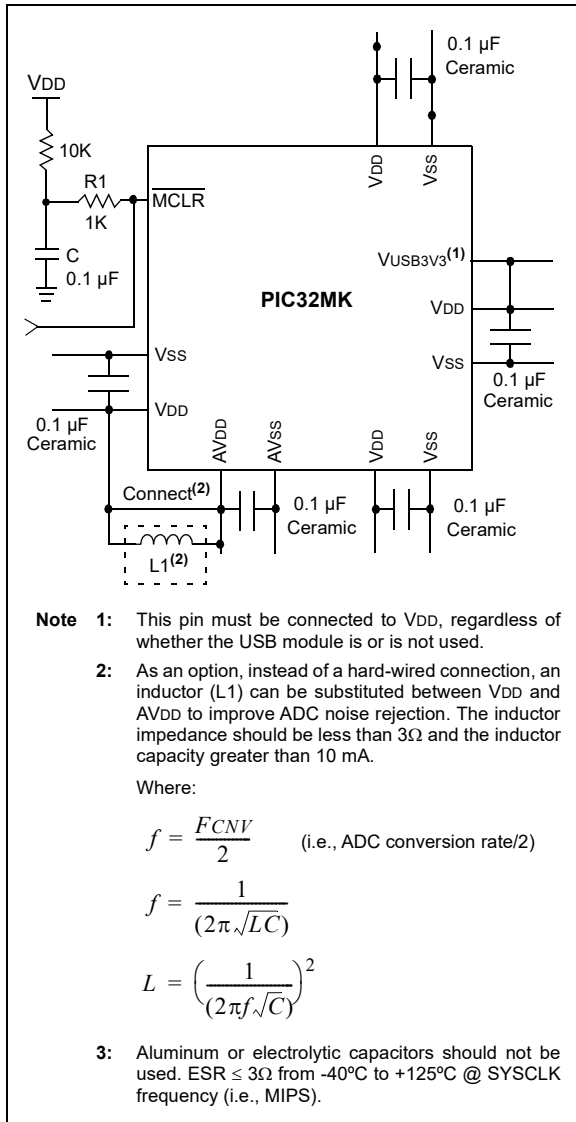 0.1 µF
Ceramic
VDD
10K
R1
1K
MCLR
C
0.1 µF
VDD
VSS
VUSB3V3(1)
PIC32MK
VDD
VSS
0.1 µF
Ceramic
VSS
VDD
0.1 µF
Ceramic
AVDD
AVSS
VDD
VSS
Connect(2)
L1(2)
0.1 µF
Ceramic
0.1 µF
Ceramic
Note 1: This pin must be connected to VDD, regardless of
whether the USB module is or is not used.
2: As an option, instead of a hard-wired connection, an
inductor (L1) can be substituted between VDD and
AVDD to improve ADC noise rejection. The inductor
impedance should be less than 3Ω and the inductor
capacity greater than 10 mA.
Where:
f = FCNV/2 (i.e., ADC conversion rate/2)
f = 1/(2π√LC)
L = (1/(2πf√C))²
3: Aluminum or electrolytic capacitors should not be
used. ESR ≤ 3Ω from -40ºC to +125ºC @ SYSCLK
frequency (i.e., MIPS).